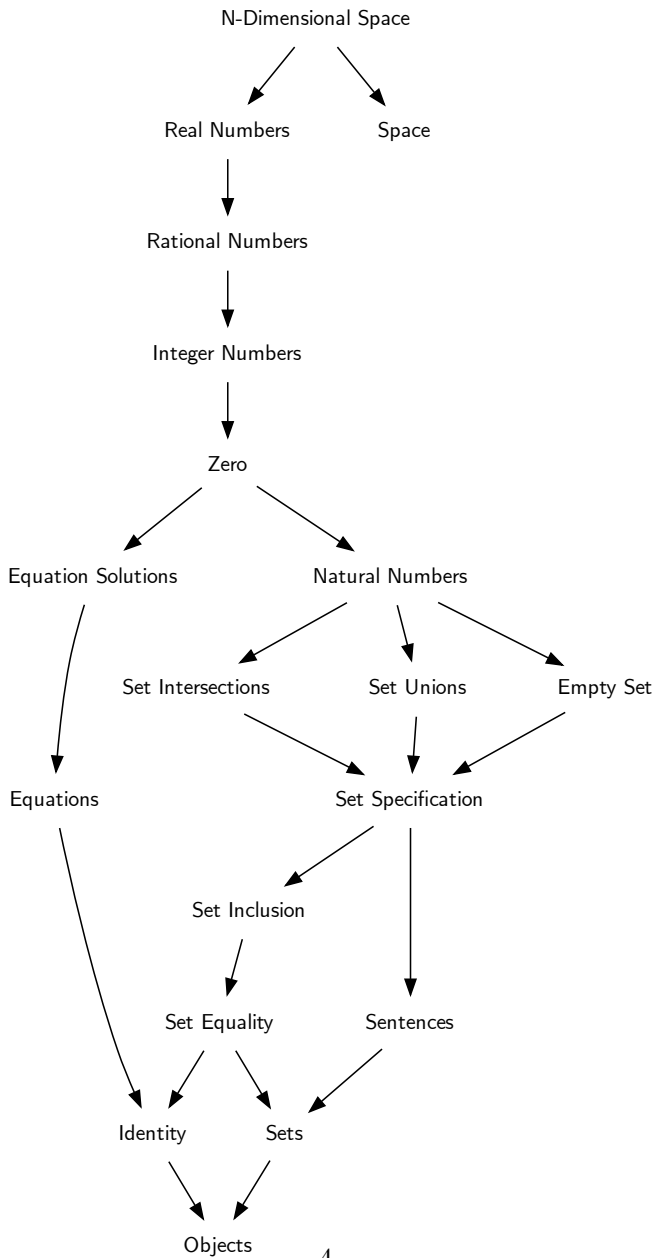 N-Dimensional Space
Real Numbers
Space
Rational Numbers
Integer Numbers
Zero
Equation Solutions
Natural Numbers
Set Intersections
Set Unions
Empty Set
Equations
Set Specification
Set Inclusion
Set Equality
Sentences
Identity
Sets
Objects